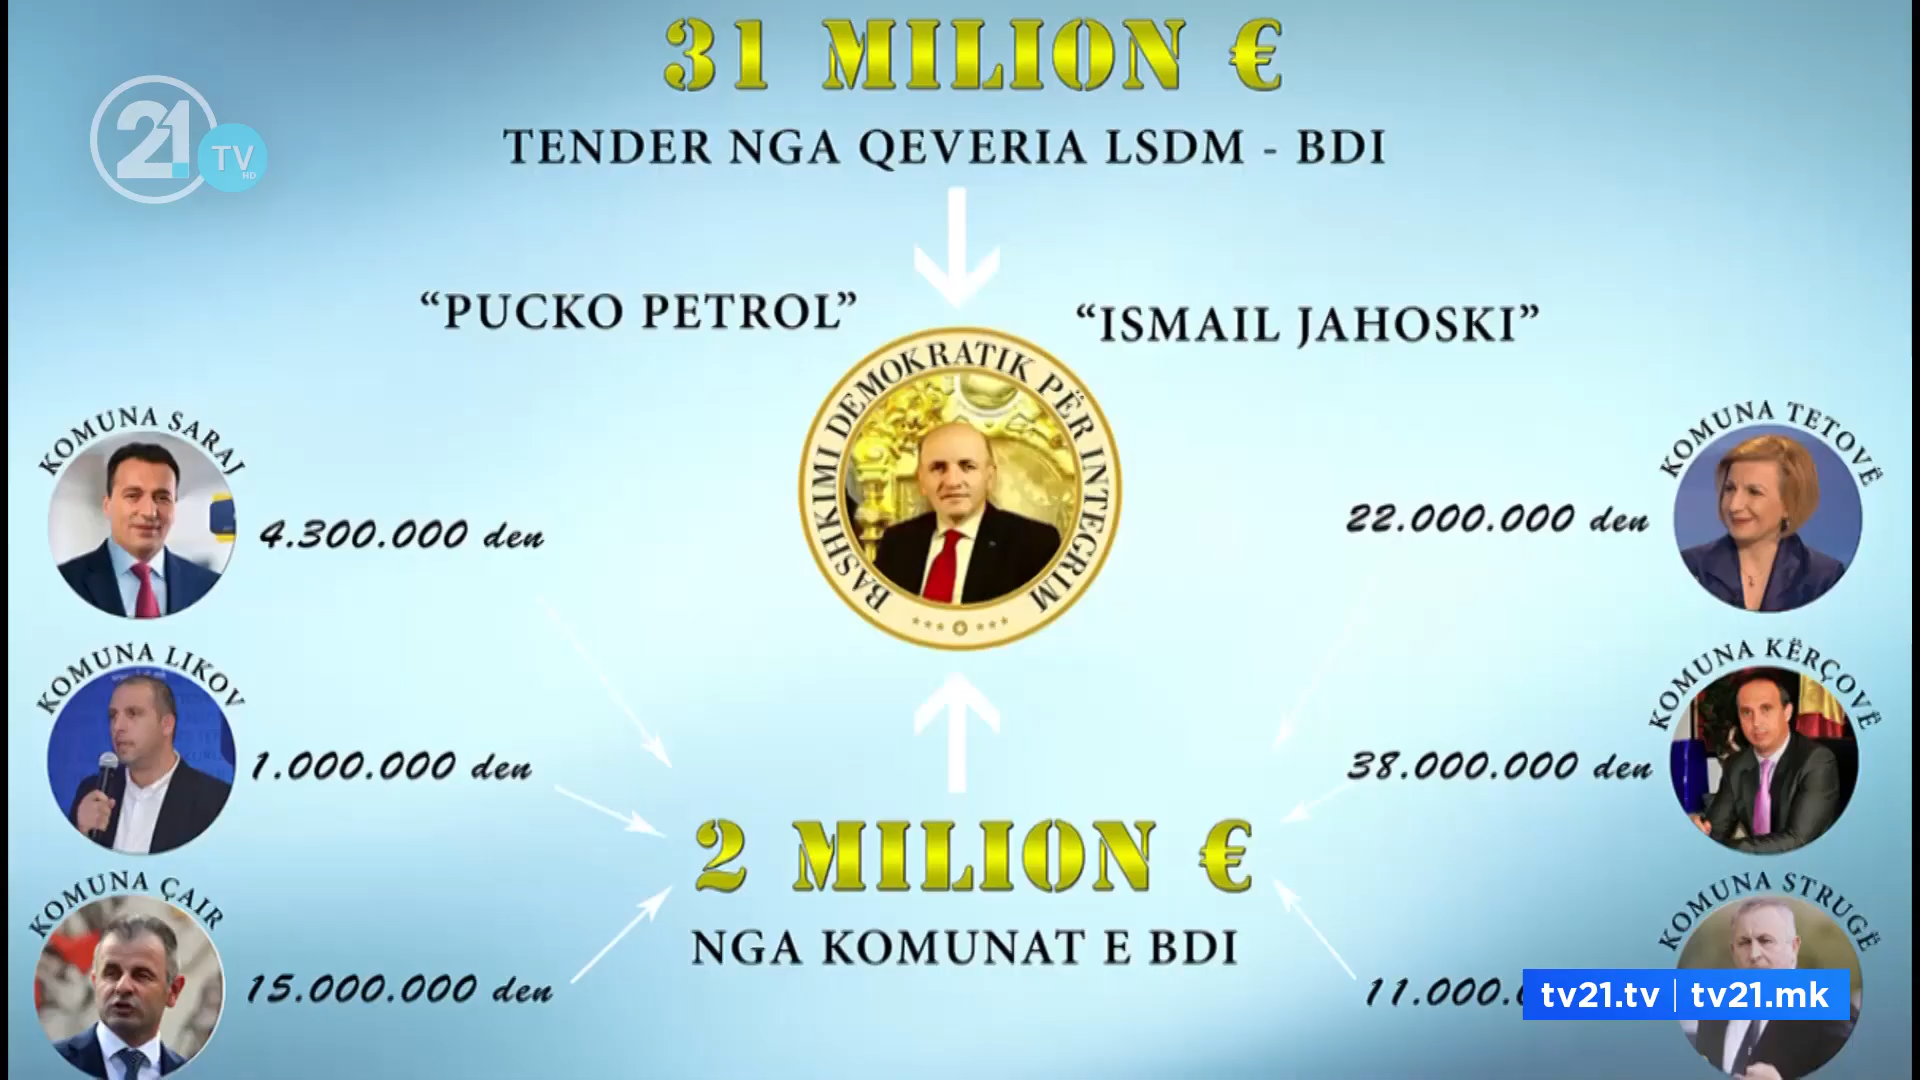 31 MILION €
TENDER NGA QEVERIA LSDM - BDI
21 TV HD
“PUCKO PETROL”
“ISMAIL JAHOSKI”
BASHKIMI DEMOKRATIK PËR INTEGRIM
KOMUNA SARAJ
4.300.000 den
KOMUNA TETOVË
22.000.000 den
KOMUNA LIKOV
1.000.000 den
KOMUNA KËRÇOVË
38.000.000 den
2 MILION €
NGA KOMUNAT E BDI
KOMUNA ÇAIR
15.000.000 den
KOMUNA STRUGË
11.000.
tv21.tv | tv21.mk